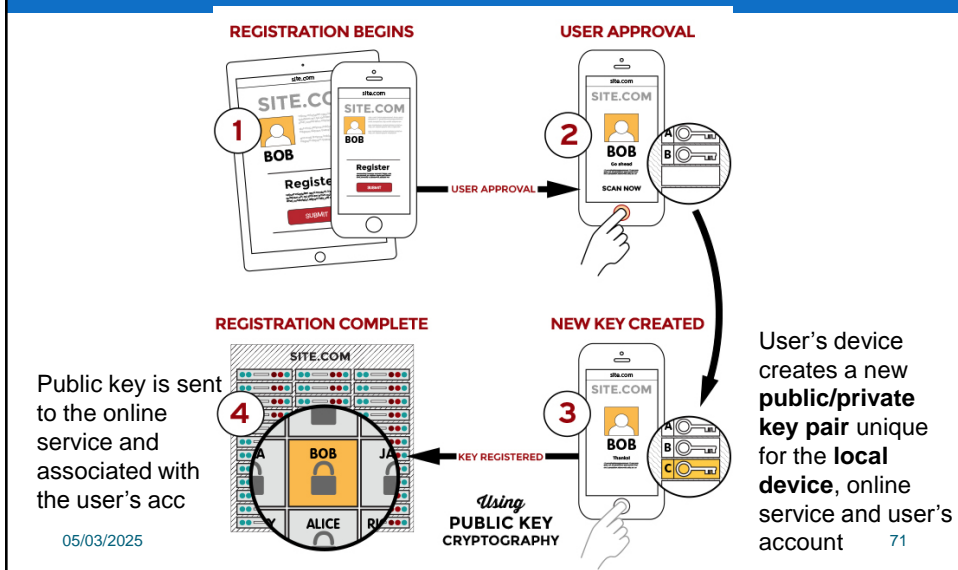 REGISTRATION BEGINS
USER APPROVAL
site.com
SITE.CO
BOB
Registe
SUBMIT
site.com
SITE.COM
BOB
Register
SUBMIT
1
USER APPROVAL
2
site.com
SITE.COM
BOB
Go ahead
SCAN NOW
A
B
REGISTRATION COMPLETE
NEW KEY CREATED
SITE.COM
4
A
BOB
JA
Y
ALICE
RI
KEY REGISTERED
3
site.com
SITE.COM
BOB
Thanks!
A
B
C
Using
PUBLIC KEY
CRYPTOGRAPHY
Public key is sent
to the online
service and
associated with
the user’s acc
User’s device
creates a new
public/private
key pair unique
for the local
device, online
service and user’s
account
05/03/2025
71